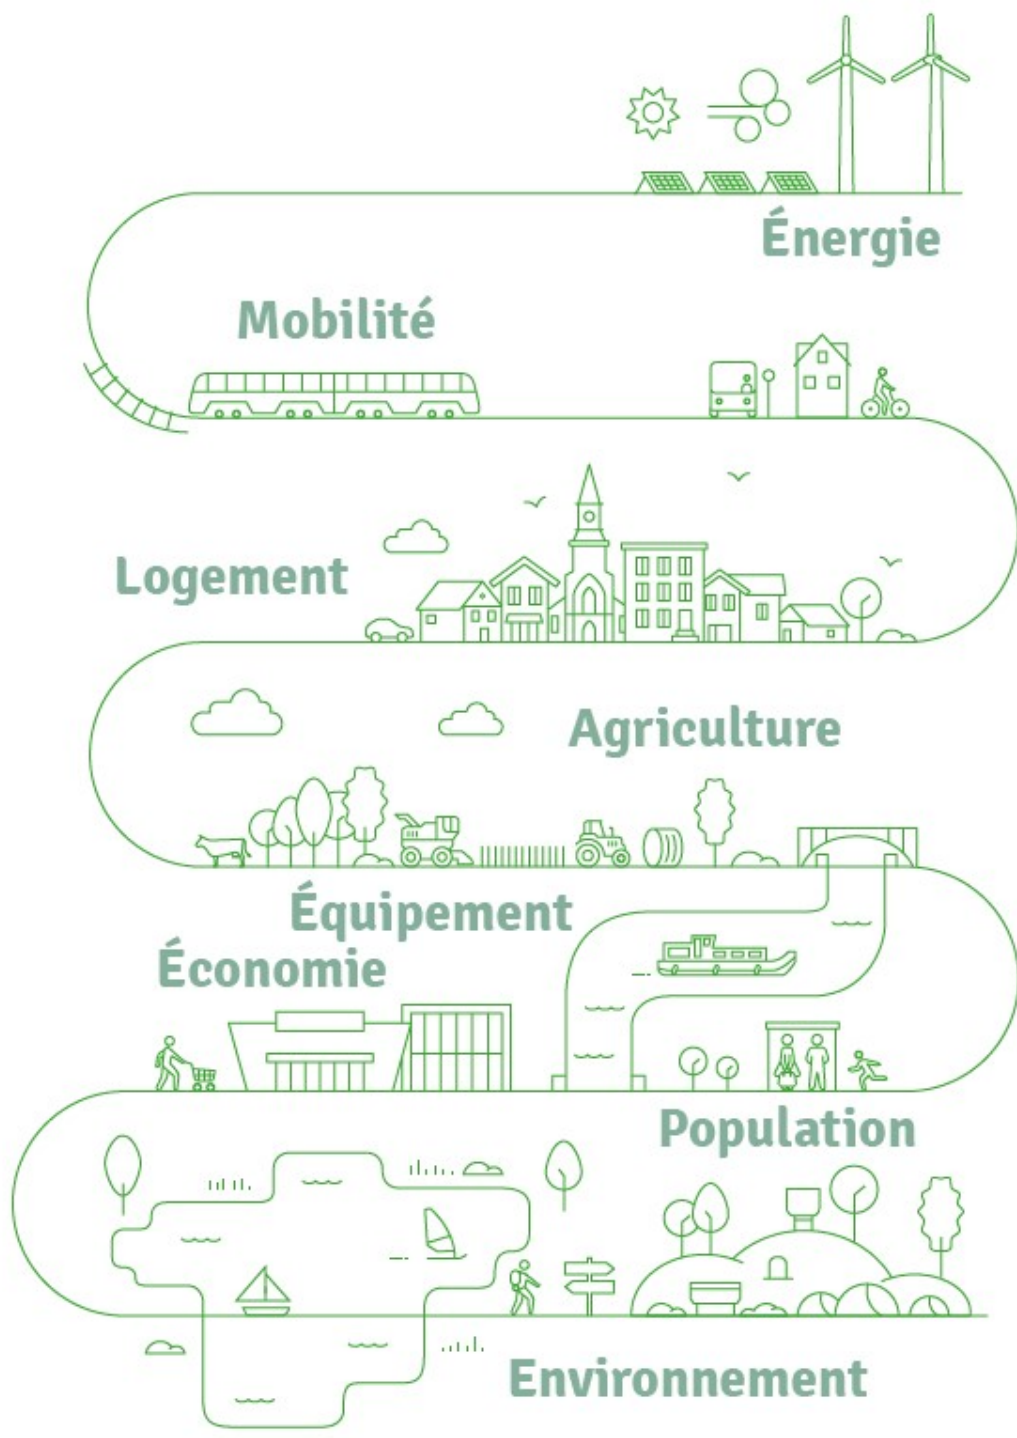 Énergie
Mobilité
Logement
Agriculture
Équipement
Économie
Population
Environnement